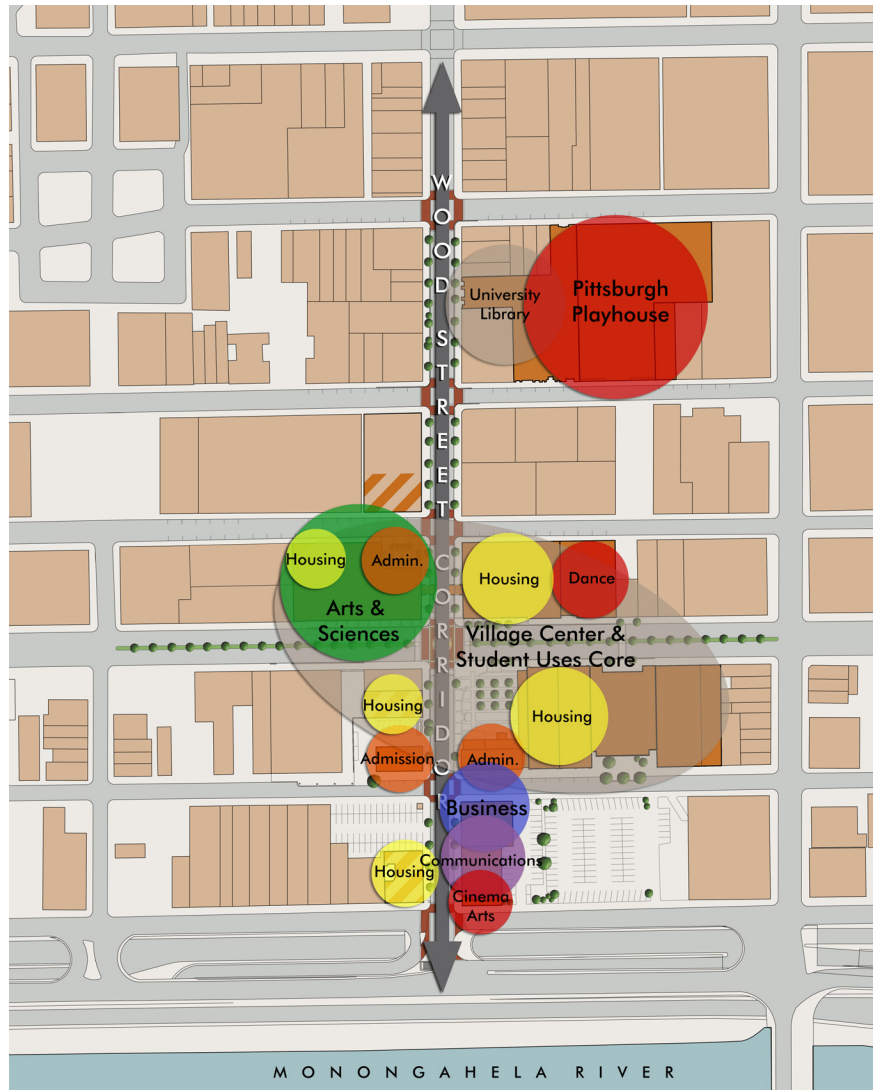 WOOD STREET CORRIDOR
University
Library
Pittsburgh
Playhouse
Housing
Admin.
Arts &
Sciences
Housing
Dance
Village Center &
Student Uses Core
Housing
Housing
Admission
Admin.
Business
Communications
Housing
Cinema
Arts
MONONGAHELA RIVER